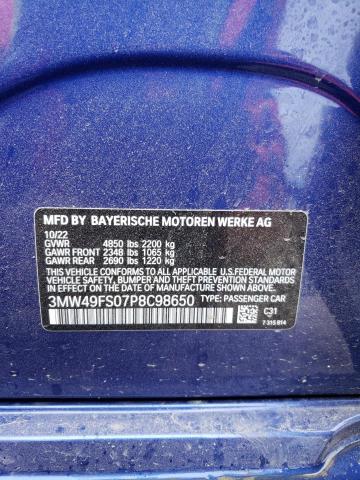 MFD BY BAYERISCHE MOTOREN WERKE AG
10/22
GVWR 4850 lbs 2200 kg
GAWR FRONT 2348 lbs 1065 kg
GAWR REAR 2690 lbs 1220 kg
THIS VEHICLE CONFORMS TO ALL APPLICABLE U.S. FEDERAL MOTOR
VEHICLE SAFETY, BUMPER AND THEFT PREVENTION STANDARDS
IN EFFECT ON THE DATE OF MANUFACTURE SHOWN ABOVE.
3MW49FS07P8C98650 TYPE: PASSENGER CAR
C31
7 315 814